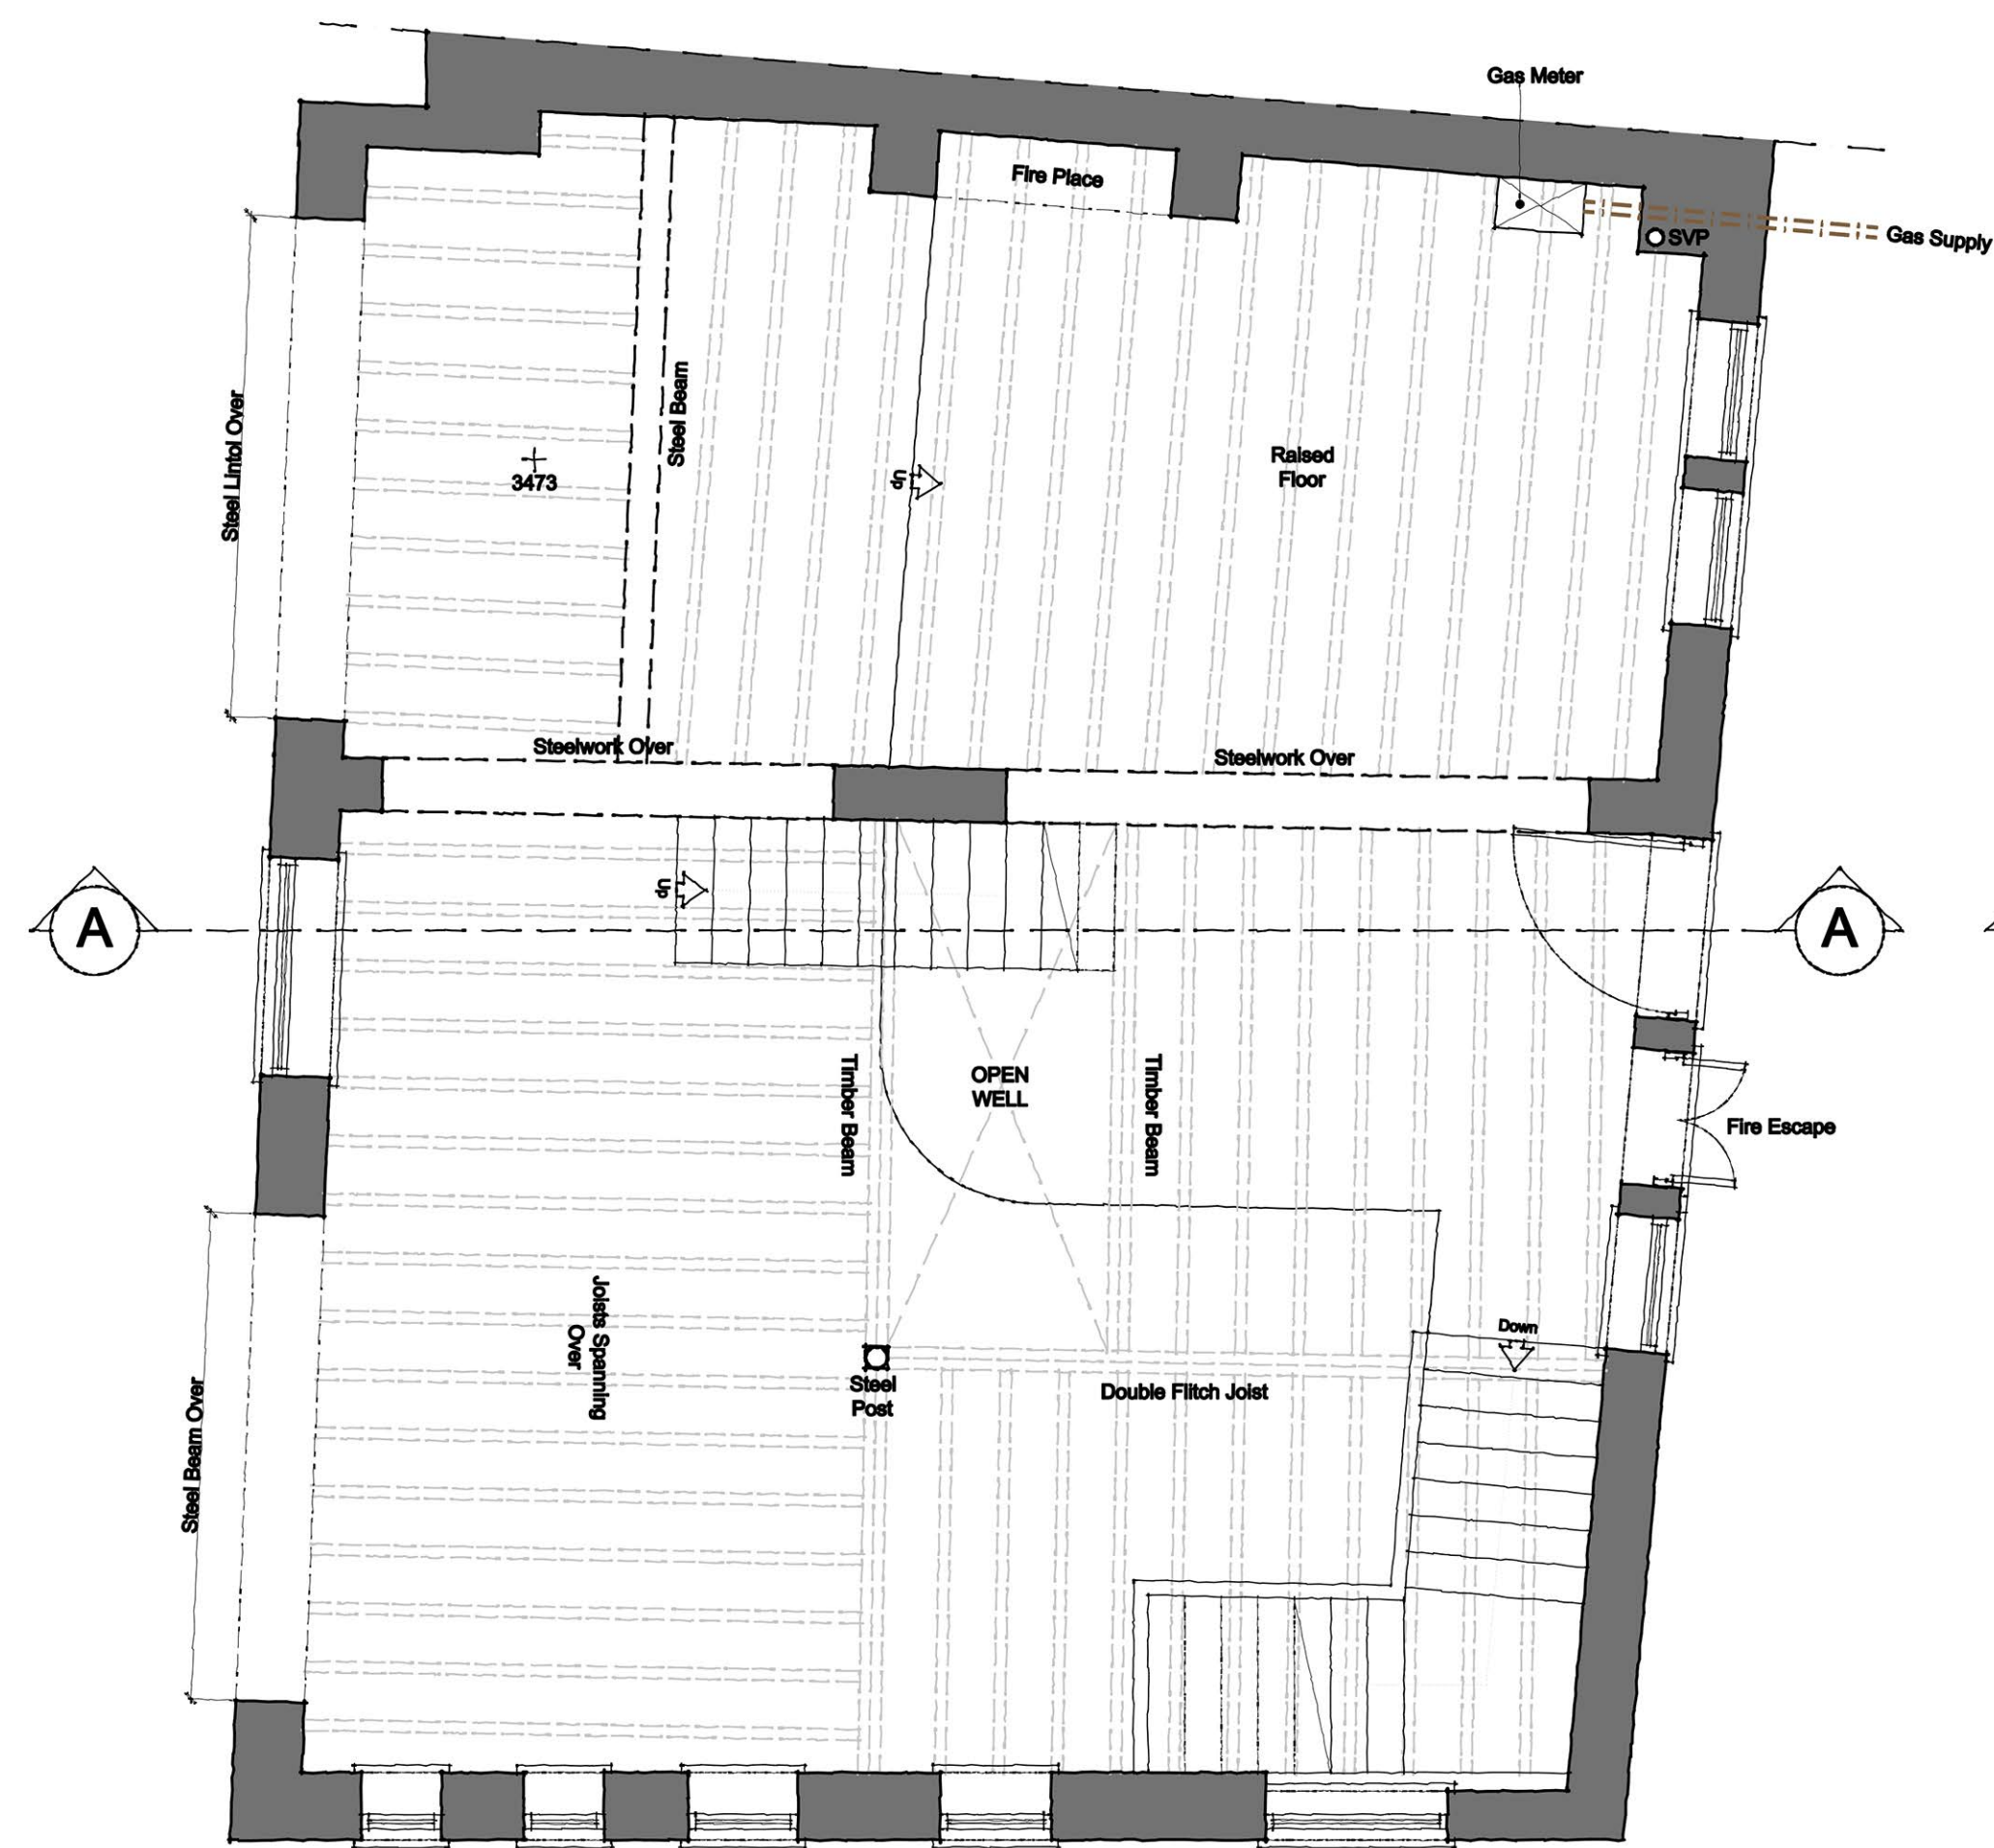 Gas Meter
Fire Place
SVP
Gas Supply
Steel Lintol Over
Steel Beam
3473
Up
Raised
Floor
Steelwork Over
Steelwork Over
Up
A
A
Timber Beam
OPEN
WELL
Timber Beam
Fire Escape
Joists Spanning
Over
Down
Steel
Post
Double Flitch Joist
Steel Beam Over